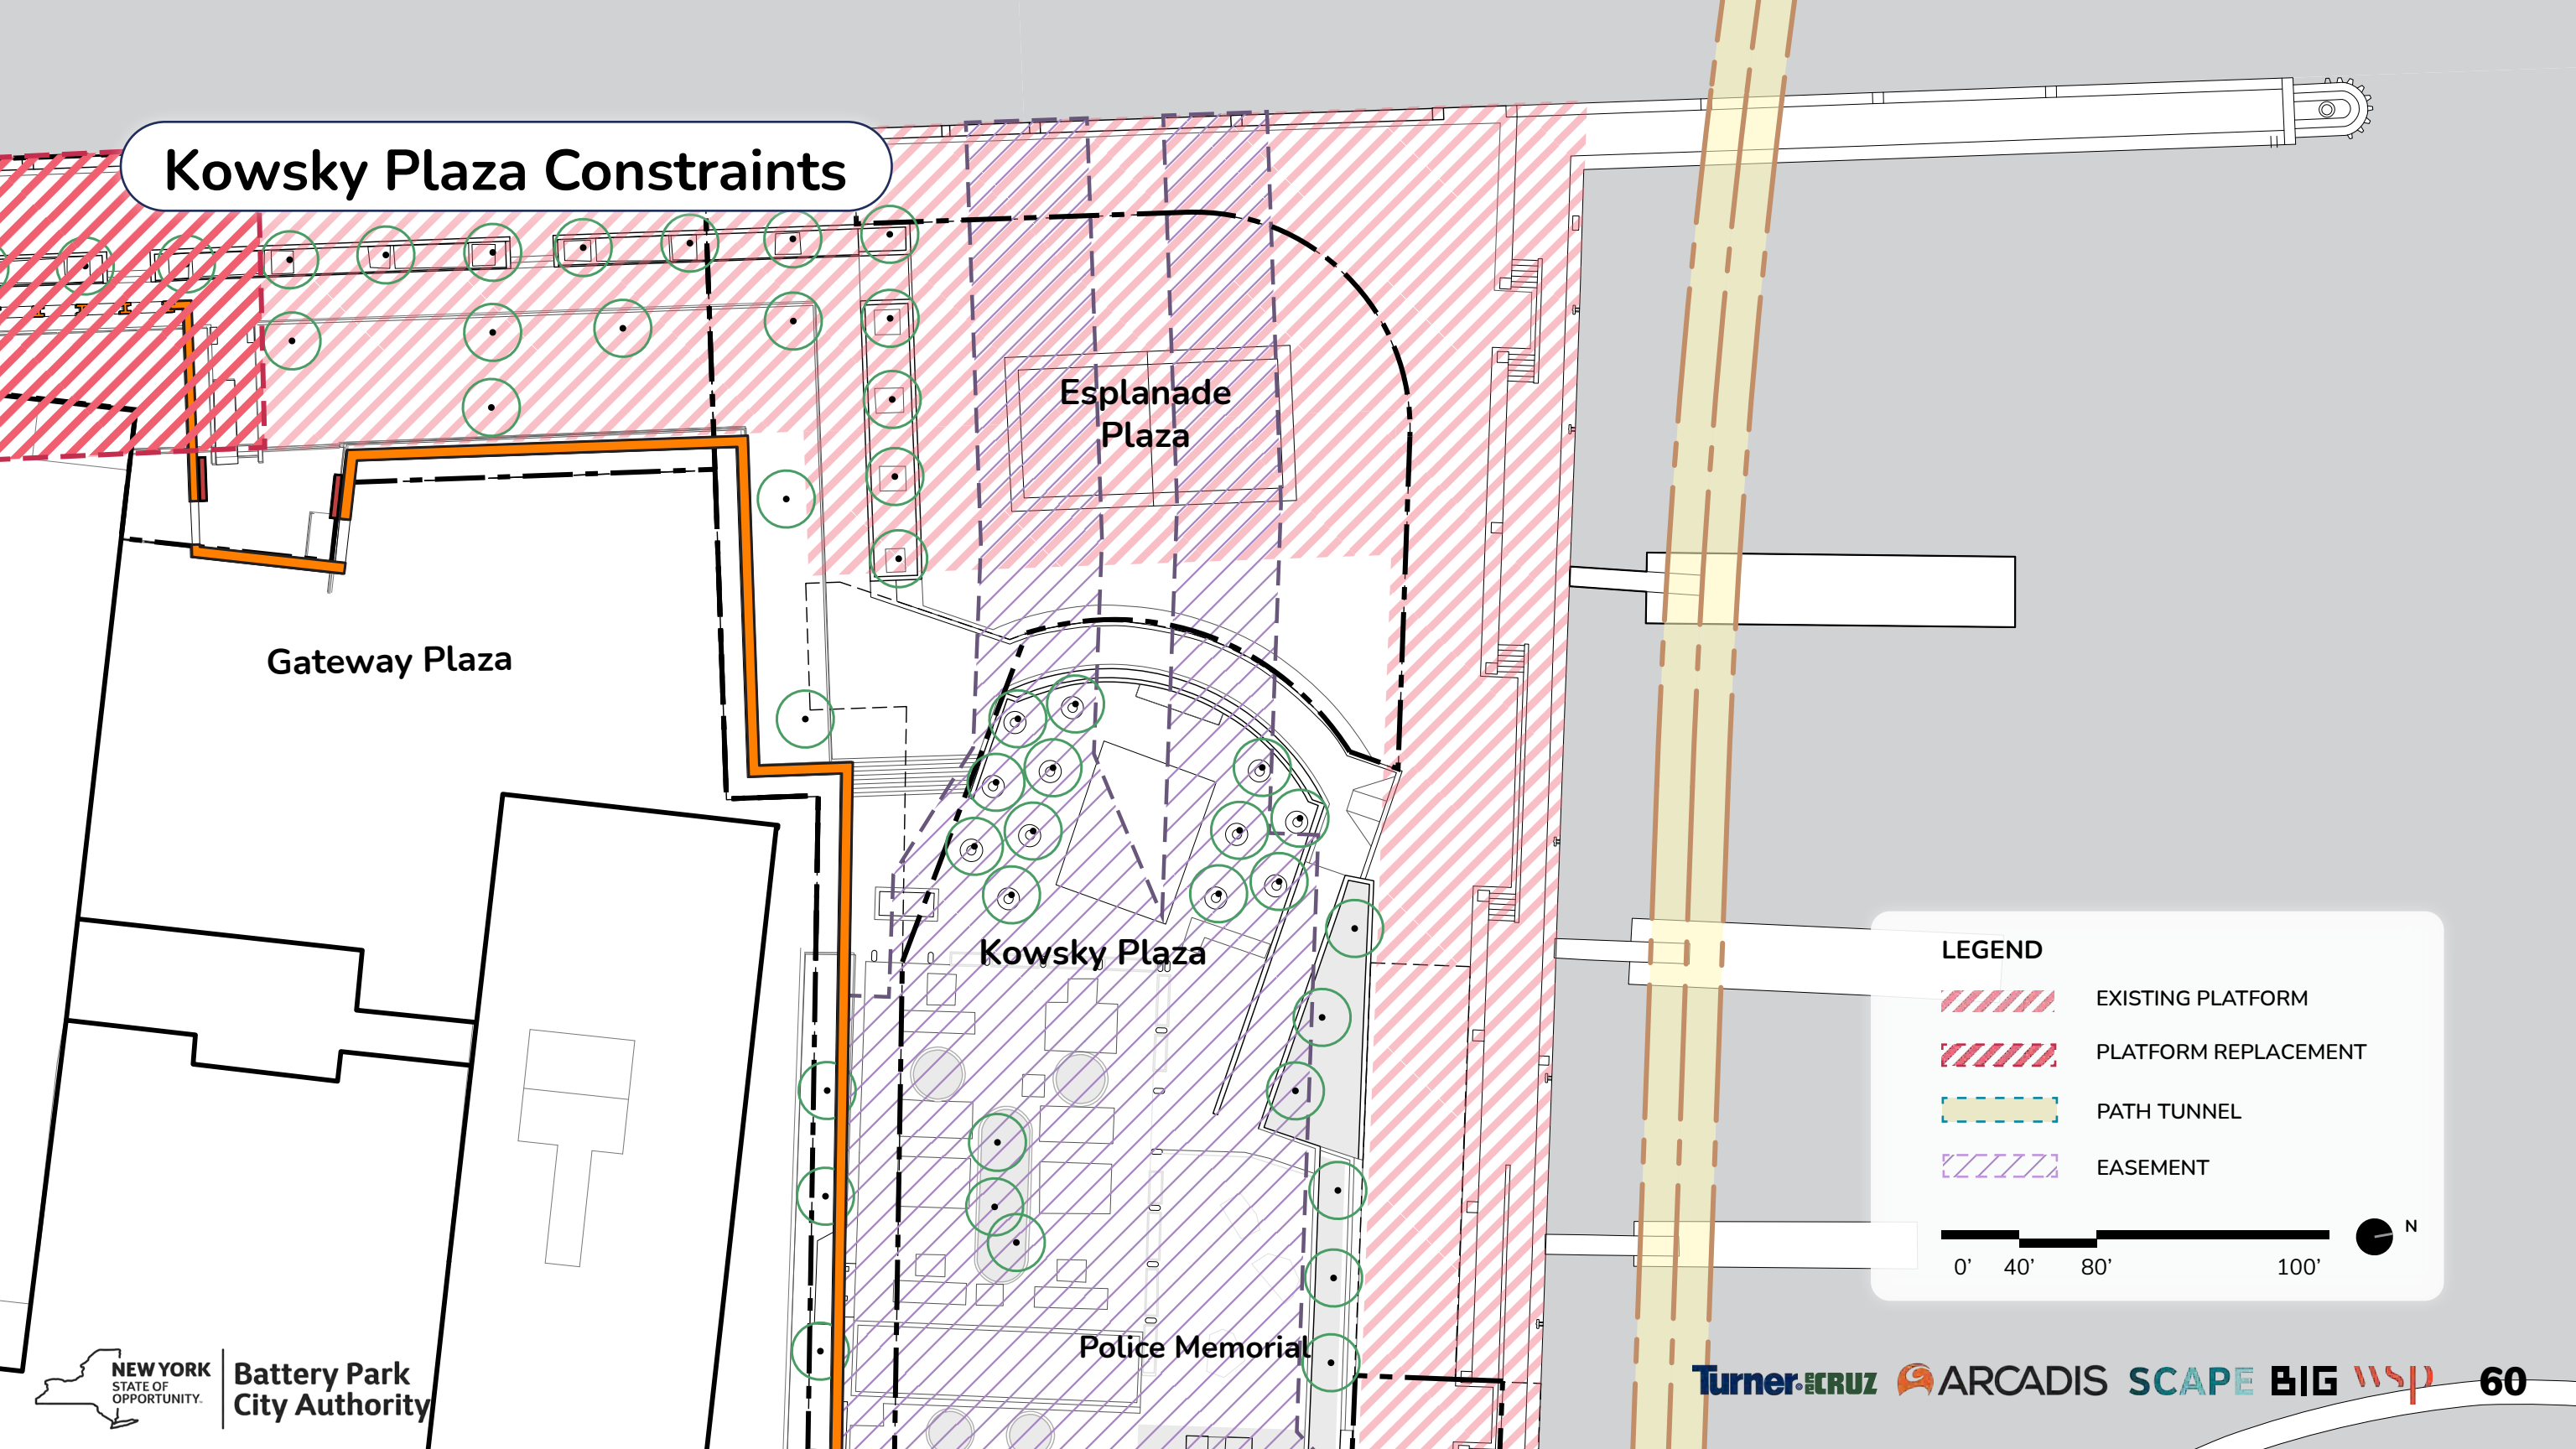 Kowsky Plaza Constraints
Esplanade
Plaza
Gateway Plaza
Kowsky Plaza
Police Memorial
LEGEND
EXISTING PLATFORM
PLATFORM REPLACEMENT
PATH TUNNEL
EASEMENT
N
0’ 40’ 80’ 100’
NEW YORK
STATE OF
OPPORTUNITY.
Battery Park
City Authority
Turner E.E. CRUZ ARCADIS SCAPE BIG wsp 60